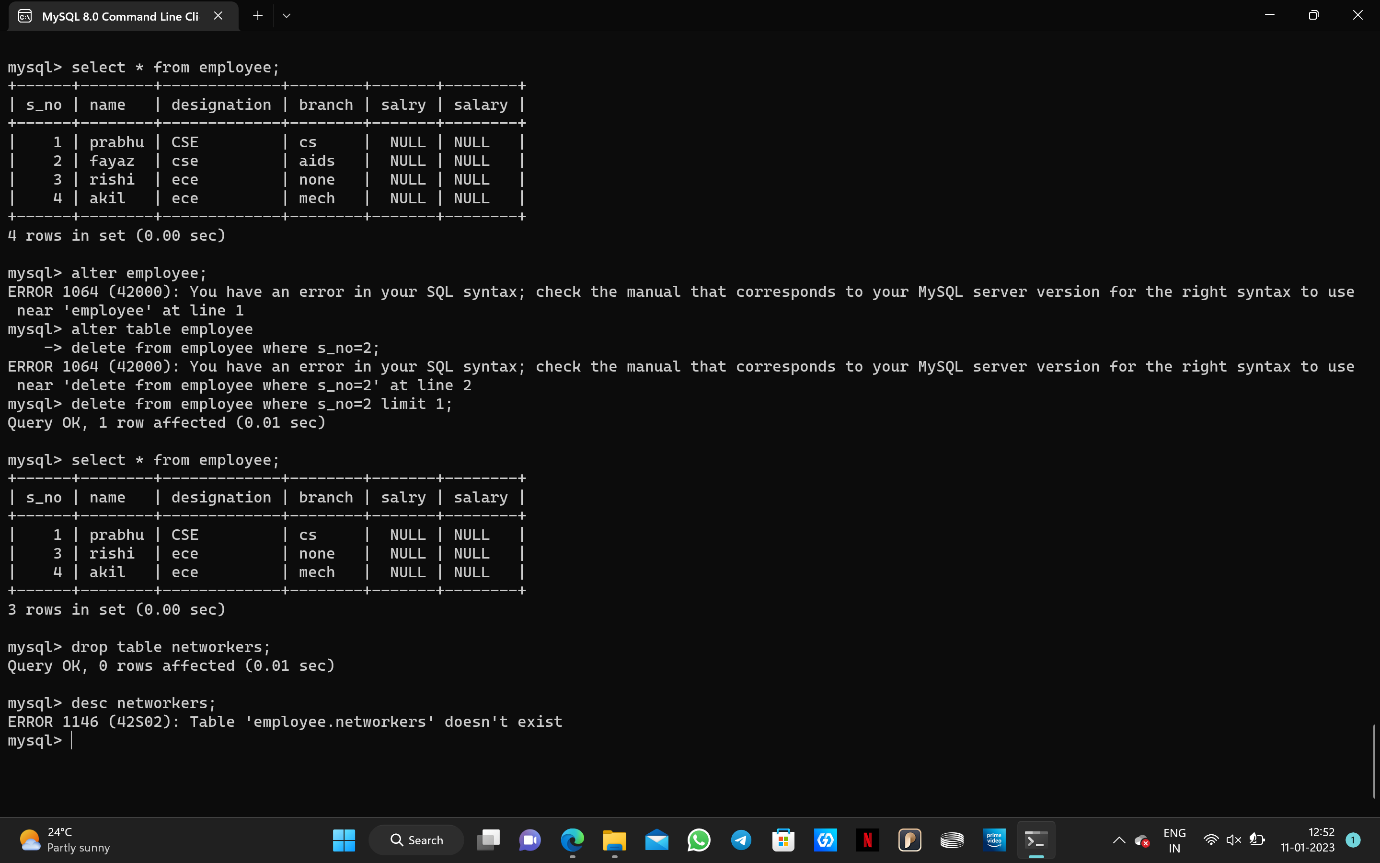 MySQL 8.0 Command Line Cli
mysql> select * from employee;
+------+--------+-------------+--------+-------+--------+
| s_no | name   | designation | branch | salry | salary |
+------+--------+-------------+--------+-------+--------+
|    1 | prabhu | CSE         | cs     |  NULL | NULL   |
|    2 | fayaz  | cse         | aids   |  NULL | NULL   |
|    3 | rishi  | ece         | none   |  NULL | NULL   |
|    4 | akil   | ece         | mech   |  NULL | NULL   |
+------+--------+-------------+--------+-------+--------+
4 rows in set (0.00 sec)
mysql> alter employee;
ERROR 1064 (42000): You have an error in your SQL syntax; check the manual that corresponds to your MySQL server version for the right syntax to use
 near 'employee' at line 1
mysql> alter table employee
    -> delete from employee where s_no=2;
ERROR 1064 (42000): You have an error in your SQL syntax; check the manual that corresponds to your MySQL server version for the right syntax to use
 near 'delete from employee where s_no=2' at line 2
mysql> delete from employee where s_no=2 limit 1;
Query OK, 1 row affected (0.01 sec)
mysql> select * from employee;
+------+--------+-------------+--------+-------+--------+
| s_no | name   | designation | branch | salry | salary |
+------+--------+-------------+--------+-------+--------+
|    1 | prabhu | CSE         | cs     |  NULL | NULL   |
|    3 | rishi  | ece         | none   |  NULL | NULL   |
|    4 | akil   | ece         | mech   |  NULL | NULL   |
+------+--------+-------------+--------+-------+--------+
3 rows in set (0.00 sec)
mysql> drop table networkers;
Query OK, 0 rows affected (0.01 sec)
mysql> desc networkers;
ERROR 1146 (42S02): Table 'employee.networkers' doesn't exist
mysql>
24°C
Partly sunny
Search
N
prime video
ENG
IN
12:52
11-01-2023
1